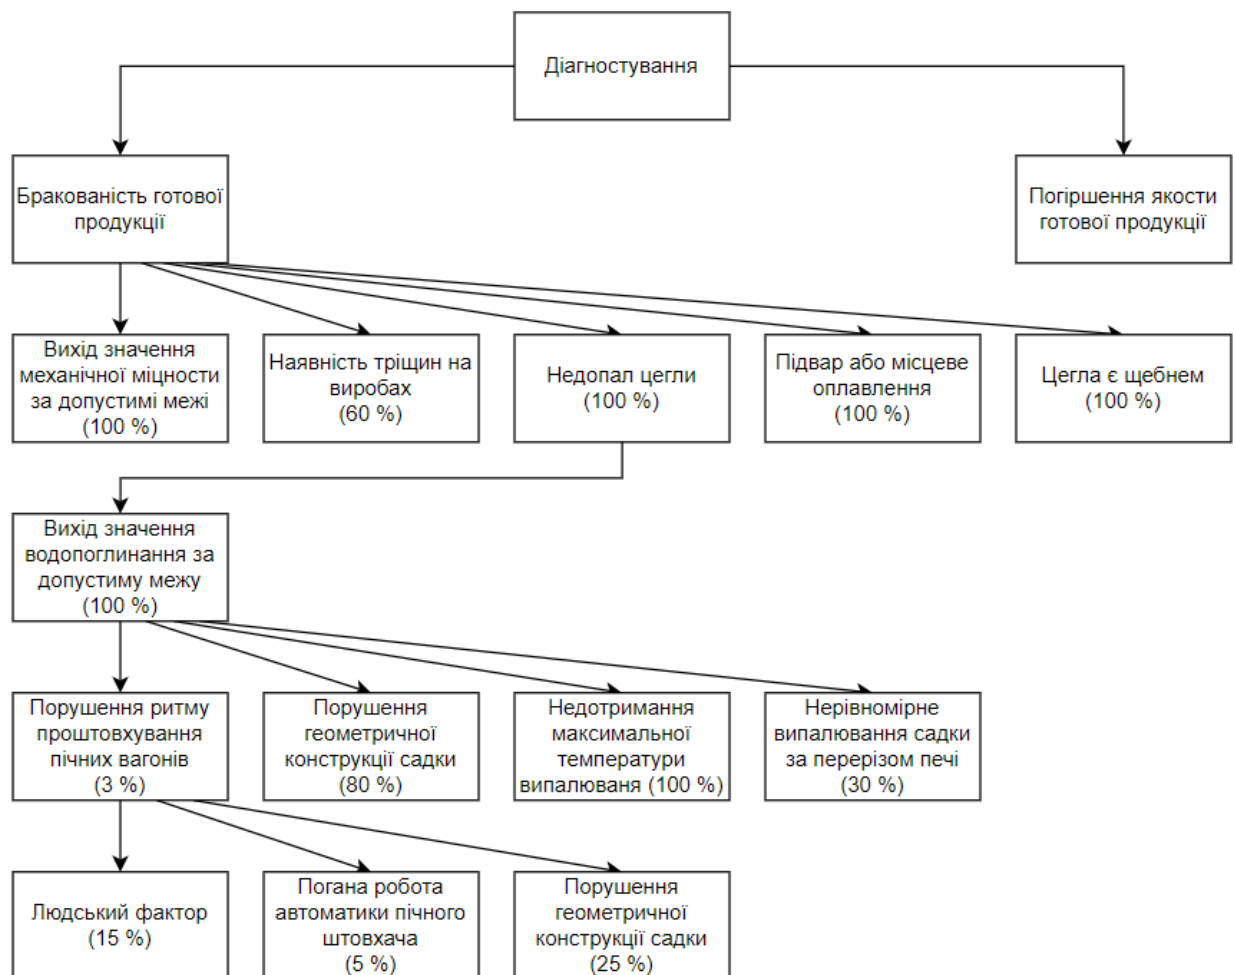 Діагностування
Бракованість готової
продукції
Погіршення якости
готової продукції
Вихід значення
механічної міцности
за допустимі межі
(100 %)
Наявність тріщин на
виробах
(60 %)
Недопал цегли
(100 %)
Підвар або місцеве
оплавлення
(100 %)
Цегла є щебнем
(100 %)
Вихід значення
водопоглинання за
допустиму межу
(100 %)
Порушення ритму
проштовхування
пічних вагонів
(3 %)
Порушення
геометричної
конструкції садки
(80 %)
Недотримання
максимальної
температури
випалюваня (100 %)
Нерівномірне
випалювання садки
за перерізом печі
(30 %)
Людський фактор
(15 %)
Погана робота
автоматики пічного
штовхача
(5 %)
Порушення
геометричної
конструкції садки
(25 %)